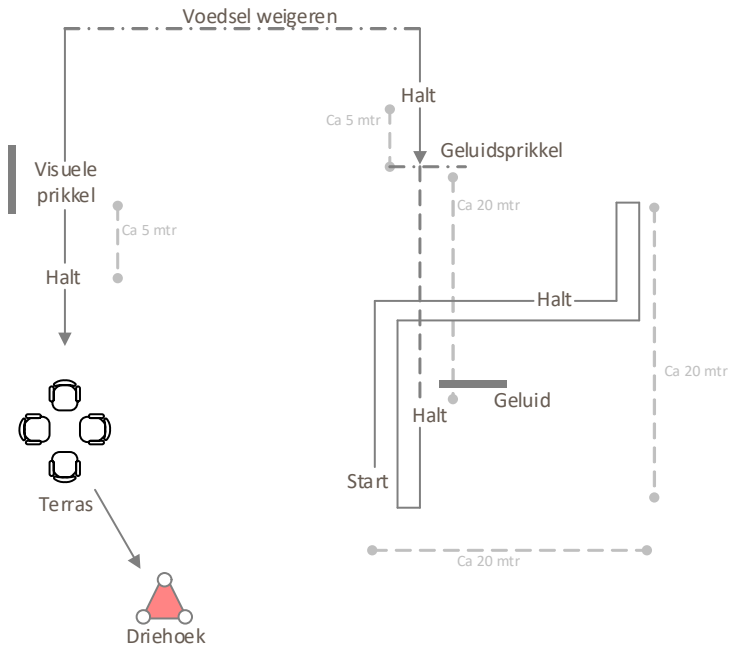 Voedsel weigeren
Halt
Ca 5 mtr
Geluidsprikkel
Visuele
prikkel
Ca 20 mtr
Ca 5 mtr
Halt
Halt
Ca 20 mtr
Geluid
Halt
Start
Terras
Ca 20 mtr
Driehoek